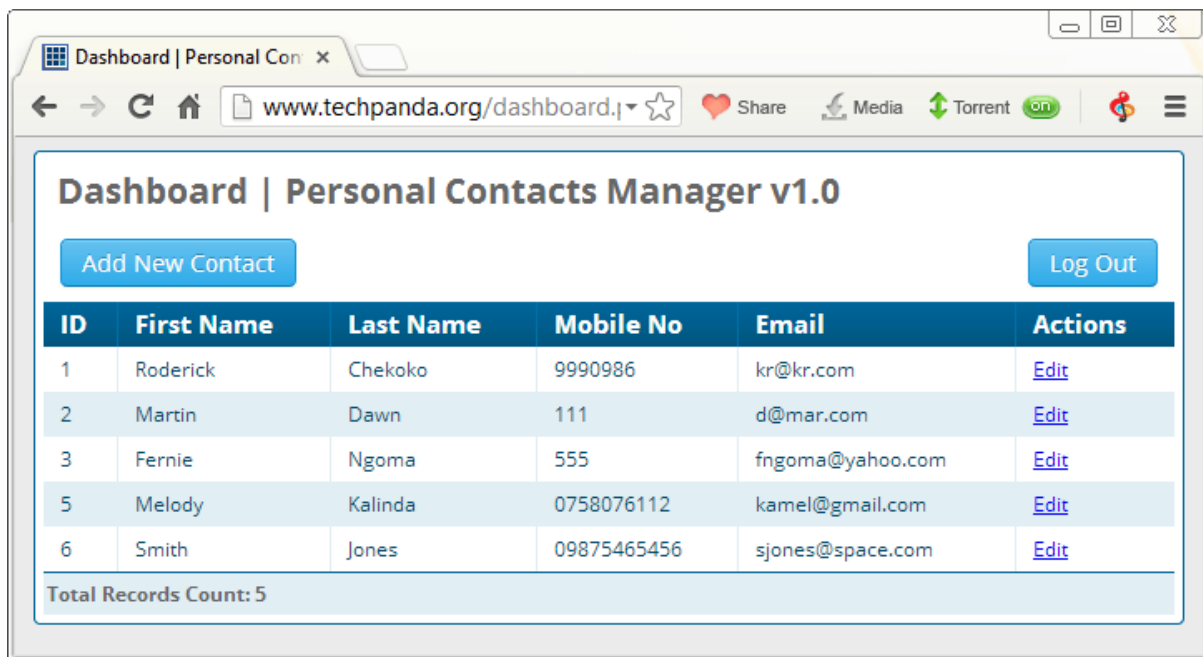 Dashboard | Personal Con
www.techpanda.org/dashboard.p Share Media Torrent on
Dashboard | Personal Contacts Manager v1.0
Add New Contact Log Out
ID First Name Last Name Mobile No Email Actions
1 Roderick Chekoko 9990986 kr@kr.com Edit
2 Martin Dawn 111 d@mar.com Edit
3 Fernie Ngoma 555 fngoma@yahoo.com Edit
5 Melody Kalinda 0758076112 kamel@gmail.com Edit
6 Smith Jones 09875465456 sjones@space.com Edit
Total Records Count: 5